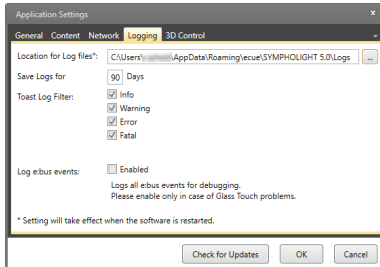 Application Settings x
General Content Network Logging 3D Control
Location for Log files*: C:\Users\ \AppData\Roaming\ecue\SYMPHOLIGHT 5.0\Logs ...
Save Logs for 90 Days
Toast Log Filter: Info
Warning
Error
Fatal
Log e:bus events: Enabled
Logs all e:bus events for debugging.
Please enable only in case of Glass Touch problems.
* Setting will take effect when the software is restarted.
Check for Updates OK Cancel